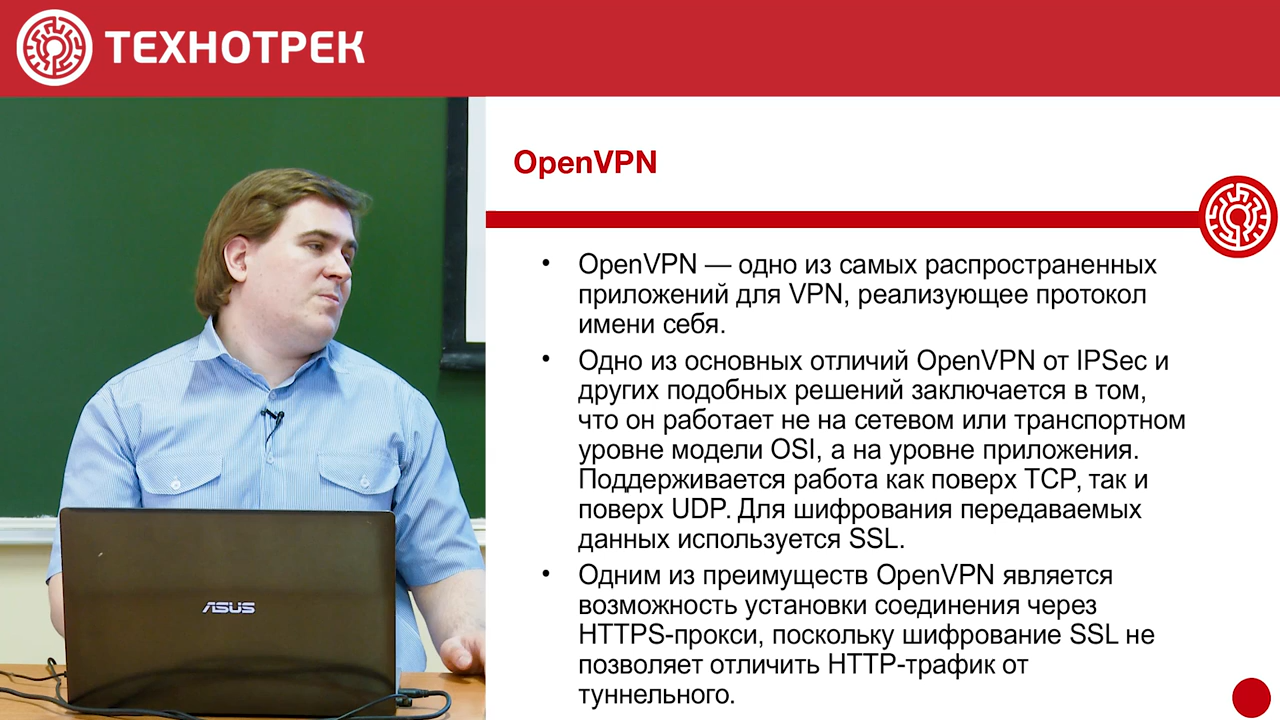 ТЕХНОТРЕК
OpenVPN
• OpenVPN — одно из самых распространенных
приложений для VPN, реализующее протокол
имени себя.
• Одно из основных отличий OpenVPN от IPSec и
других подобных решений заключается в том,
что он работает не на сетевом или транспортном
уровне модели OSI, а на уровне приложения.
Поддерживается работа как поверх TCP, так и
поверх UDP. Для шифрования передаваемых
данных используется SSL.
• Одним из преимуществ OpenVPN является
возможность установки соединения через
HTTPS-прокси, поскольку шифрование SSL не
позволяет отличить HTTP-трафик от
туннельного.
ASUS